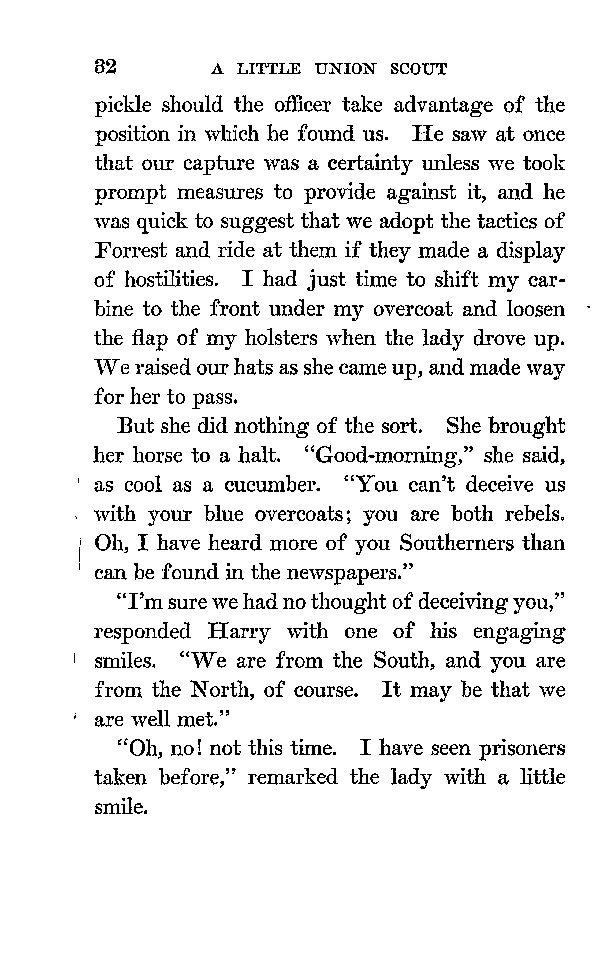 32 A LITTLE UNION SCOUT
pickle should the officer take advantage of the
position in which he found us. He saw at once
that our capture was a certainty unless we took
prompt measures to provide against it, and he
was quick to suggest that we adopt the tactics of
Forrest and ride at them if they made a display
of hostilities. I had just time to shift my car-
bine to the front under my overcoat and loosen
the flap of my holsters when the lady drove up.
We raised our hats as she came up, and made way
for her to pass.
But she did nothing of the sort. She brought
her horse to a halt. “Good-morning,” she said,
as cool as a cucumber. “You can’t deceive us
with your blue overcoats; you are both rebels.
Oh, I have heard more of you Southerners than
can be found in the newspapers.”
“I’m sure we had no thought of deceiving you,”
responded Harry with one of his engaging
smiles. “We are from the South, and you are
from the North, of course. It may be that we
are well met.”
“Oh, no! not this time. I have seen prisoners
taken before,” remarked the lady with a little
smile.